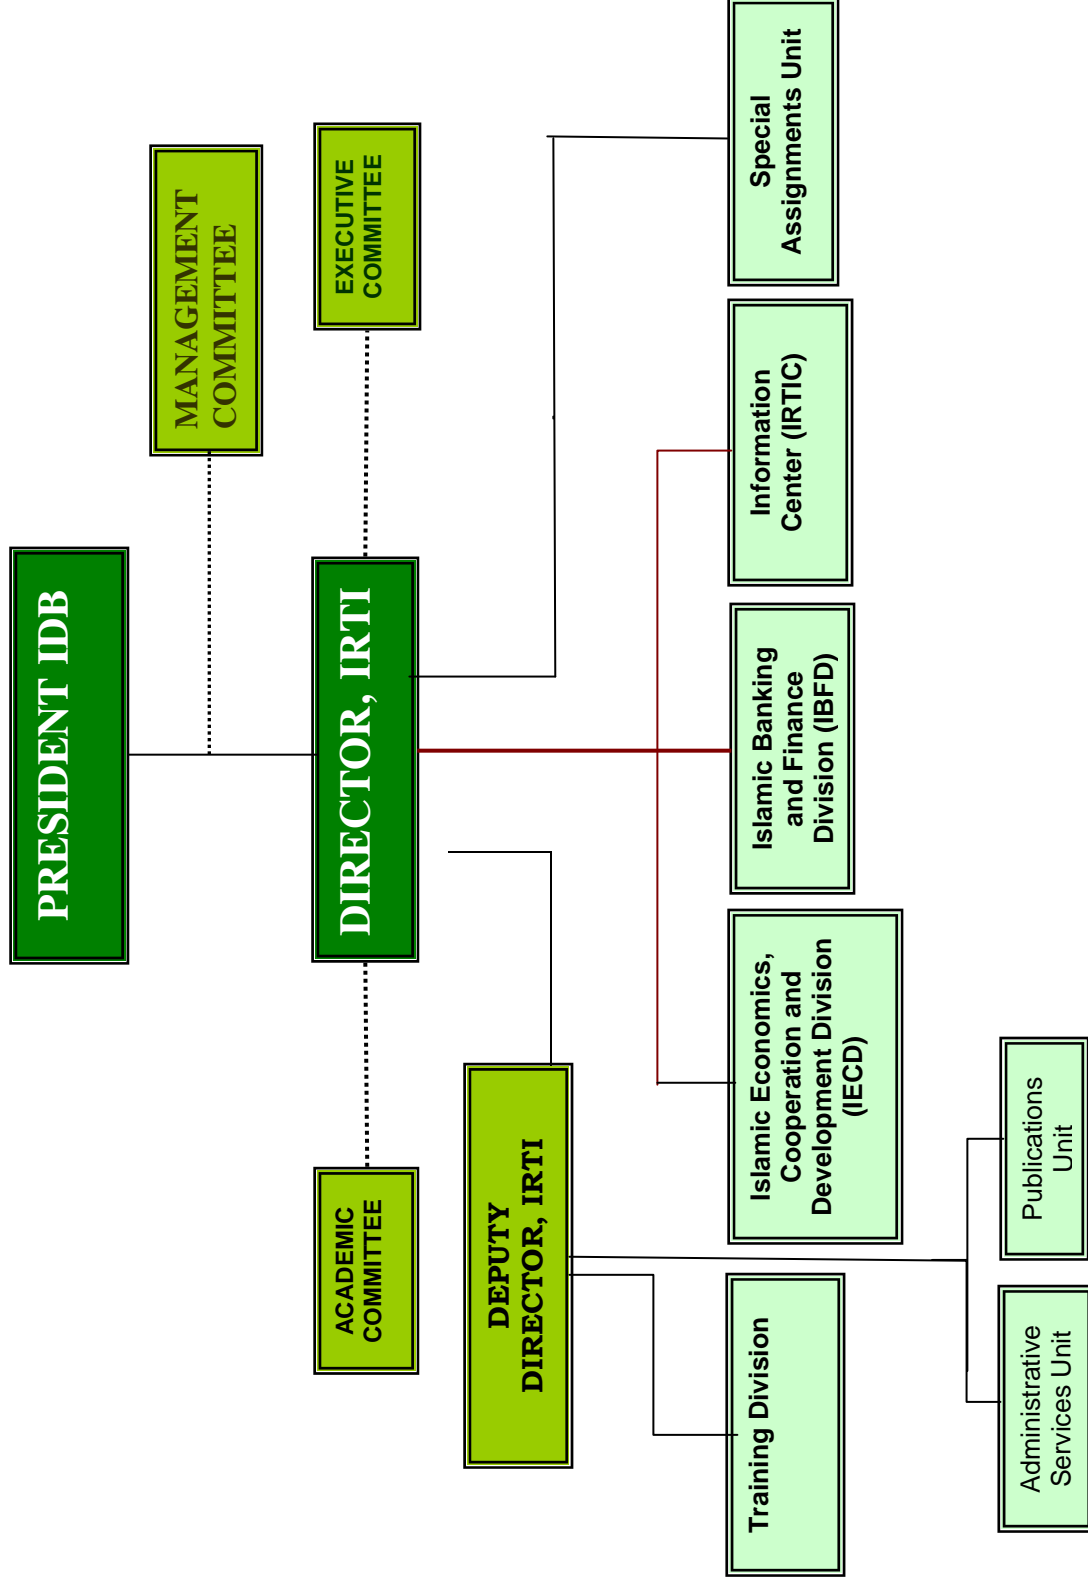 PRESIDENT IDB
MANAGEMENT
COMMITTEE
ACADEMIC
COMMITTEE
DIRECTOR, IRTI
EXECUTIVE
COMMITTEE
DEPUTY
DIRECTOR, IRTI
Training Division
Islamic Economics,
Cooperation and
Development Division
(IECD)
Islamic Banking
and Finance
Division (IBFD)
Information
Center (IRTIC)
Special
Assignments Unit
Administrative
Services Unit
Publications
Unit